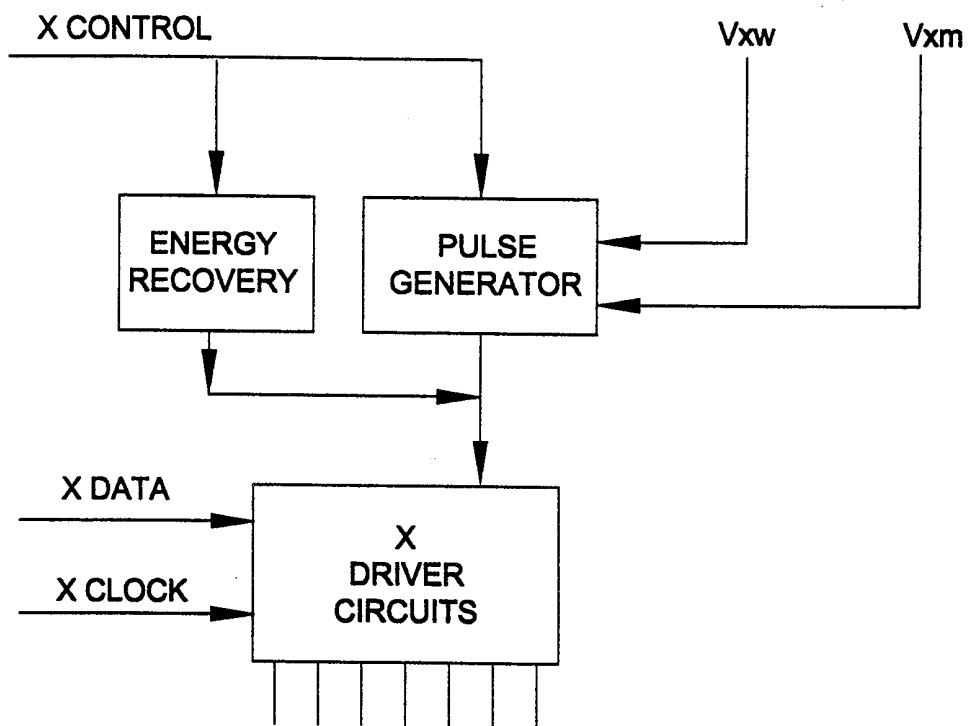 X CONTROL
Vxw
Vxm
ENERGY
RECOVERY
PULSE
GENERATOR
X DATA
X CLOCK
X
DRIVER
CIRCUITS